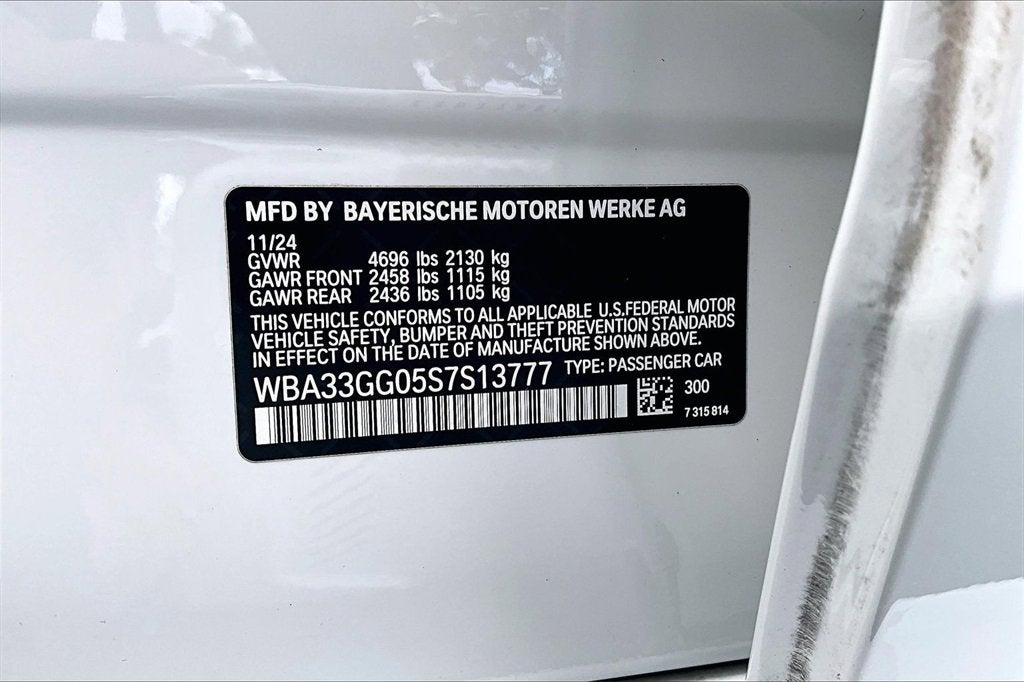 MFD BY BAYERISCHE MOTOREN WERKE AG
11/24
GVWR 4696 lbs 2130 kg
GAWR FRONT 2458 lbs 1115 kg
GAWR REAR 2436 lbs 1105 kg
THIS VEHICLE CONFORMS TO ALL APPLICABLE U.S.FEDERAL MOTOR
VEHICLE SAFETY, BUMPER AND THEFT PREVENTION STANDARDS
IN EFFECT ON THE DATE OF MANUFACTURE SHOWN ABOVE.
WBA33GG05S7S13777 TYPE: PASSENGER CAR
300
7 315 814